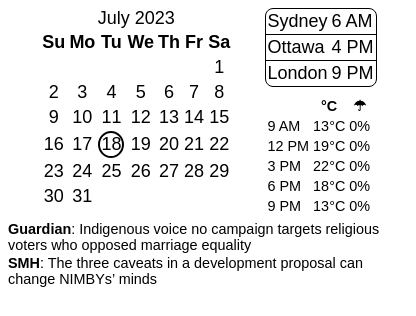 July 2023
Su Mo Tu We Th Fr Sa
1
2 3 4 5 6 7 8
9 10 11 12 13 14 15
16 17 18 19 20 21 22
23 24 25 26 27 28 29
30 31
Sydney 6 AM
Ottawa 4 PM
London 9 PM
°C ☂
9 AM 13°C 0%
12 PM 19°C 0%
3 PM 22°C 0%
6 PM 18°C 0%
9 PM 13°C 0%
Guardian: Indigenous voice no campaign targets religious
voters who opposed marriage equality
SMH: The three caveats in a development proposal can
change NIMBYs’ minds